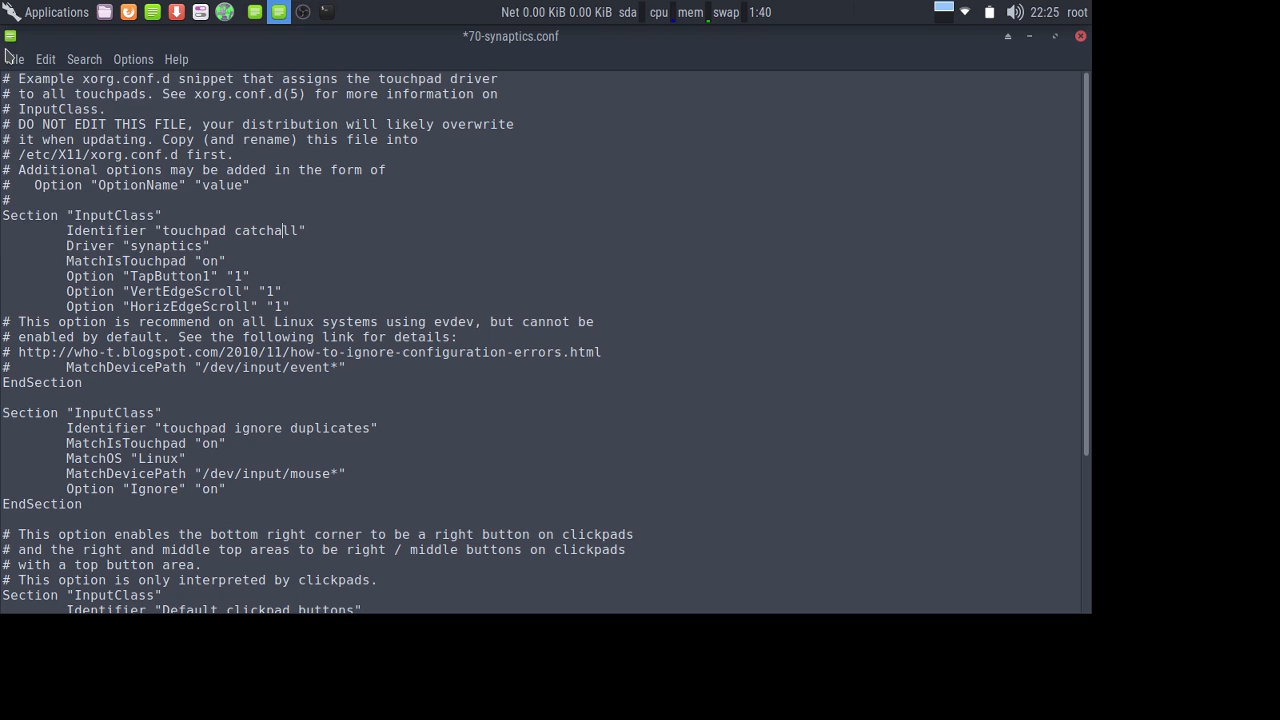 Applications Net 0.00 KiB 0.00 KiB sda cpu mem swap 1:40 22:25 root
*70-synaptics.conf
File Edit Search Options Help
# Example xorg.conf.d snippet that assigns the touchpad driver
# to all touchpads. See xorg.conf.d(5) for more information on
# InputClass.
# DO NOT EDIT THIS FILE, your distribution will likely overwrite
# it when updating. Copy (and rename) this file into
# /etc/X11/xorg.conf.d first.
# Additional options may be added in the form of
#   Option "OptionName" "value"
#
Section "InputClass"
        Identifier "touchpad catchall"
        Driver "synaptics"
        MatchIsTouchpad "on"
        Option "TapButton1" "1"
        Option "VertEdgeScroll" "1"
        Option "HorizEdgeScroll" "1"
# This option is recommend on all Linux systems using evdev, but cannot be
# enabled by default. See the following link for details:
# http://who-t.blogspot.com/2010/11/how-to-ignore-configuration-errors.html
#       MatchDevicePath "/dev/input/event*"
EndSection
Section "InputClass"
        Identifier "touchpad ignore duplicates"
        MatchIsTouchpad "on"
        MatchOS "Linux"
        MatchDevicePath "/dev/input/mouse*"
        Option "Ignore" "on"
EndSection
# This option enables the bottom right corner to be a right button on clickpads
# and the right and middle top areas to be right / middle buttons on clickpads
# with a top button area.
# This option is only interpreted by clickpads.
Section "InputClass"
        Identifier "Default clickpad buttons"